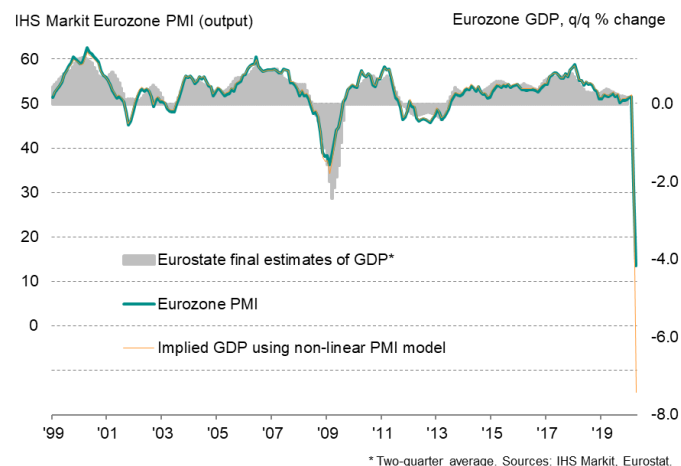 IHS Markit Eurozone PMI (output)
Eurozone GDP, q/q % change
60
50
40
30
20
10
0
0.0
-2.0
-4.0
-6.0
-8.0
Eurostate final estimates of GDP*
Eurozone PMI
Implied GDP using non-linear PMI model
'99 '01 '03 '05 '07 '09 '11 '13 '15 '17 '19
* Two-quarter average. Sources: IHS Markit, Eurostat.